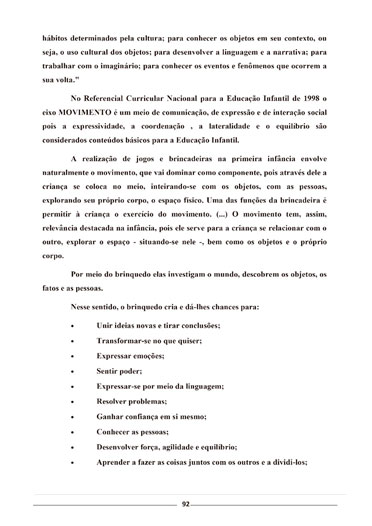 hábitos determinados pela cultura; para conhecer os objetos em seu contexto, ou
seja, o uso cultural dos objetos; para desenvolver a linguagem e a narrativa; para
trabalhar com o imaginário; para conhecer os eventos e fenômenos que ocorrem a
sua volta."
No Referencial Curricular Nacional para a Educação Infantil de 1998 o
eixo MOVIMENTO é um meio de comunicação, de expressão e de interação social
pois a expressividade, a coordenação , a lateralidade e o equilíbrio são
considerados conteúdos básicos para a Educação Infantil.
A realização de jogos e brincadeiras na primeira infância envolve
naturalmente o movimento, que vai dominar como componente, pois através dele a
criança se coloca no meio, inteirando-se com os objetos, com as pessoas,
explorando seu próprio corpo, o espaço físico. Uma das funções da brincadeira é
permitir à criança o exercício do movimento. (...) O movimento tem, assim,
relevância destacada na infância, pois ele serve para a criança se relacionar com o
outro, explorar o espaço - situando-se nele -, bem como os objetos e o próprio
corpo.
Por meio do brinquedo elas investigam o mundo, descobrem os objetos, os
fatos e as pessoas.
Nesse sentido, o brinquedo cria e dá-lhes chances para:
• Unir ideias novas e tirar conclusões;
• Transformar-se no que quiser;
• Expressar emoções;
• Sentir poder;
• Expressar-se por meio da linguagem;
• Resolver problemas;
• Ganhar confiança em si mesmo;
• Conhecer as pessoas;
• Desenvolver força, agilidade e equilíbrio;
• Aprender a fazer as coisas juntos com os outros e a dividi-los;
92